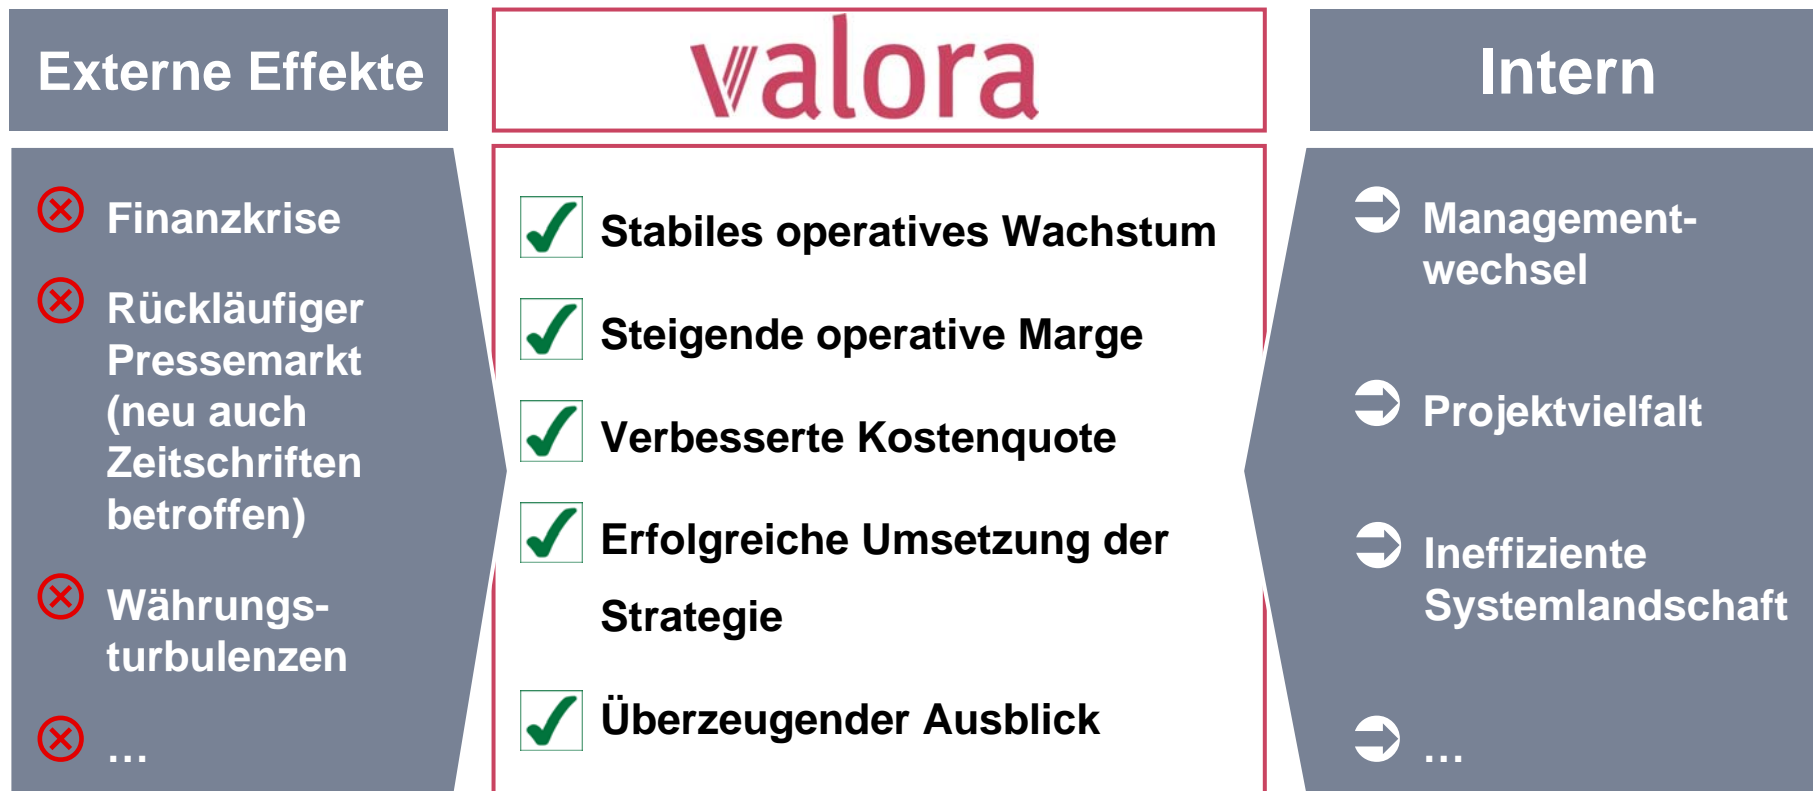 Externe Effekte
Finanzkrise
Rückläufiger
Pressemarkt
(neu auch
Zeitschriften
betroffen)
Währungs-
turbulenzen
…
valora
Stabiles operatives Wachstum
Steigende operative Marge
Verbesserte Kostenquote
Erfolgreiche Umsetzung der
Strategie
Überzeugender Ausblick
Intern
Management-
wechsel
Projektvielfalt
Ineffiziente
Systemlandschaft
…